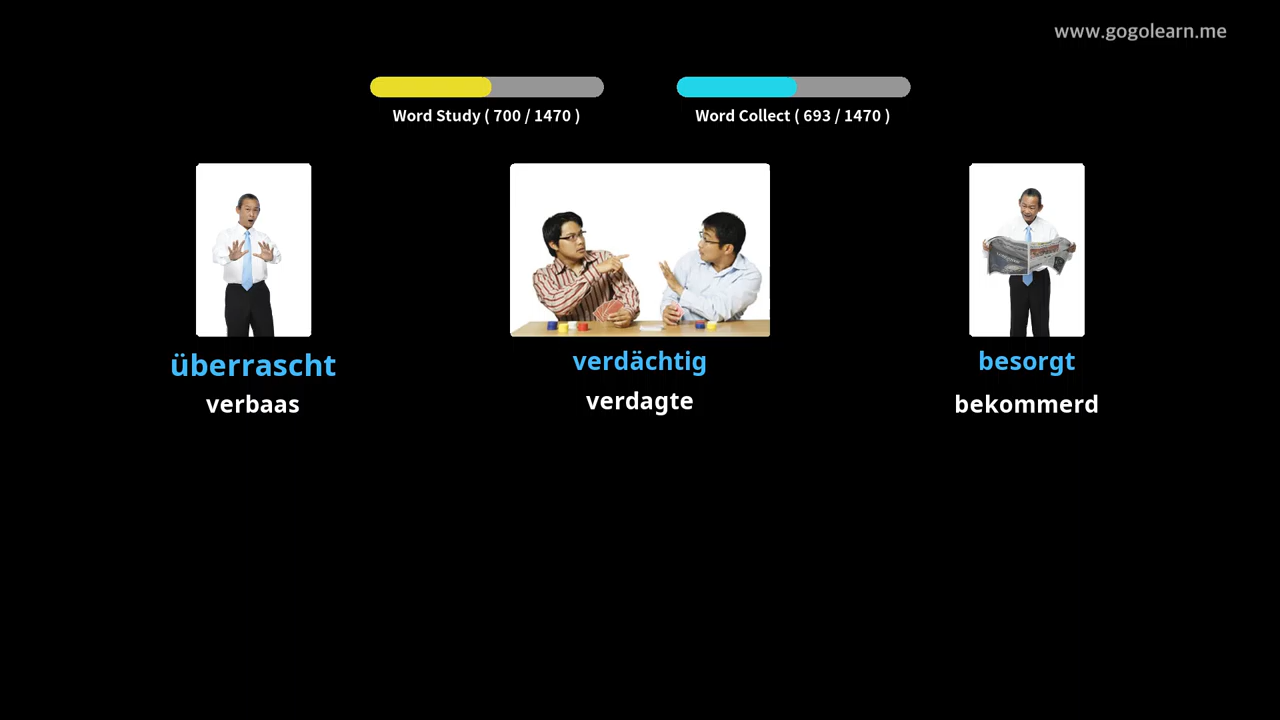 www.gogolearn.me
Word Study ( 700 / 1470 )
Word Collect ( 693 / 1470 )
überrascht
verdächtig
besorgt
verbaas
verdagte
bekommerd